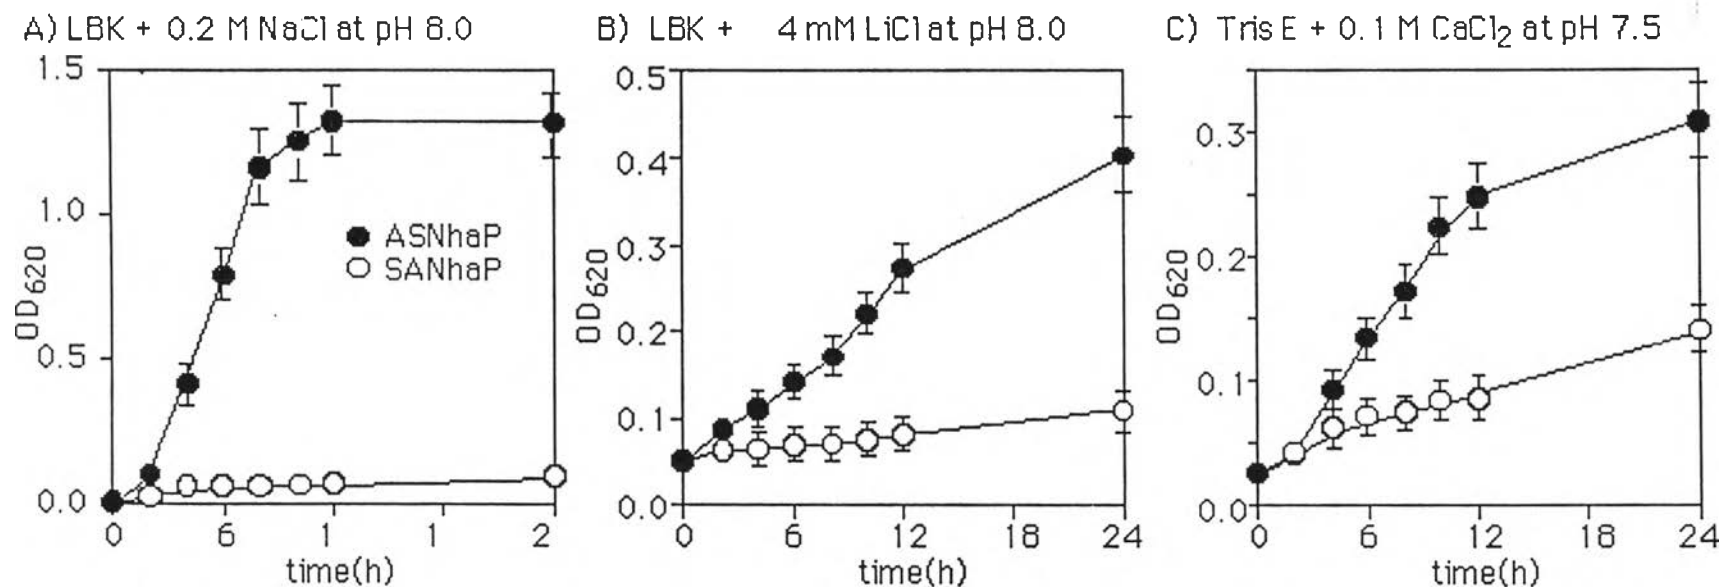 A) LBK + 0.2 M NaCl at pH 8.0
1.5
1.0
0.5
0.0
OD620
ASNhaP
SANhaP
0 6 1 1 2
time(h)
B) LBK + 4 mM LiCl at pH 8.0
0.5
0.4
0.3
0.2
0.1
0.0
OD620
0 6 12 18 24
time(h)
C) Tris E + 0.1 M CaCl2 at pH 7.5
0.3
0.2
0.1
0.0
OD620
0 6 12 18 24
time(h)